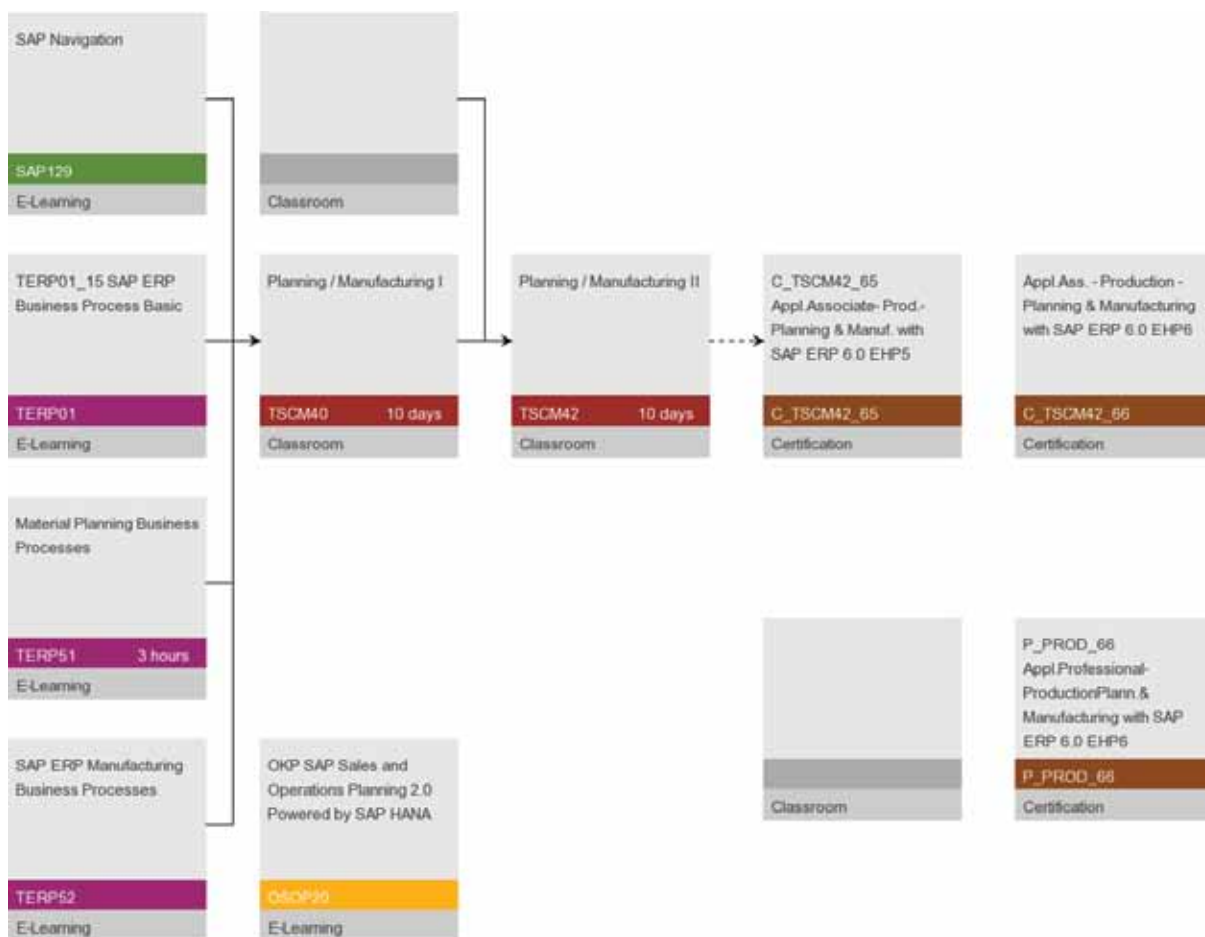 SAP Navigation
SAP129
E-Learning
Classroom
TERP01_15 SAP ERP
Business Process Basic
TERP01
E-Learning
Planning / Manufacturing I
TSCM40 10 days
Classroom
Planning / Manufacturing II
TSCM42 10 days
Classroom
C_TSCM42_65
Appl.Associate- Prod.-
Planning & Manuf. with
SAP ERP 6.0 EHP5
C_TSCM42_65
Certification
Appl.Ass. - Production -
Planning & Manufacturing
with SAP ERP 6.0 EHP6
C_TSCM42_66
Certification
Material Planning Business
Processes
TERP51 3 hours
E-Learning
Classroom
P_PROD_66
Appl.Professional-
ProductionPlann.&
Manufacturing with SAP
ERP 6.0 EHP6
P_PROD_66
Certification
SAP ERP Manufacturing
Business Processes
TERP52
E-Learning
OKP SAP Sales and
Operations Planning 2.0
Powered by SAP HANA
OSOP20
E-Learning